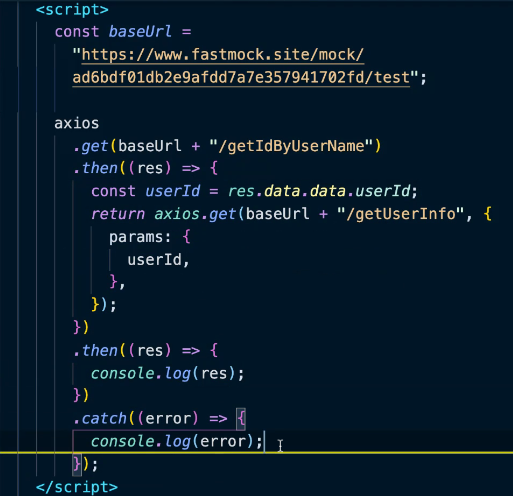 <script>
const baseUrl =
"https://www.fastmock.site/mock/
ad6bdf01db2e9afdd7a7e357941702fd/test";
axios
.get(baseUrl + "/getIdByUserName")
.then((res) => {
const userId = res.data.data.userId;
return axios.get(baseUrl + "/getUserInfo", {
params: {
userId,
},
});
})
.then((res) => {
console.log(res);
})
.catch((error) => {
console.log(error);
});
</script>